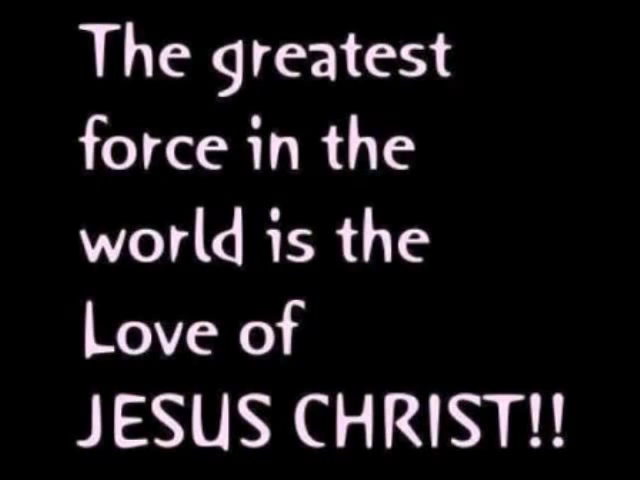 The greatest
force in the
world is the
Love of
JESUS CHRIST!!